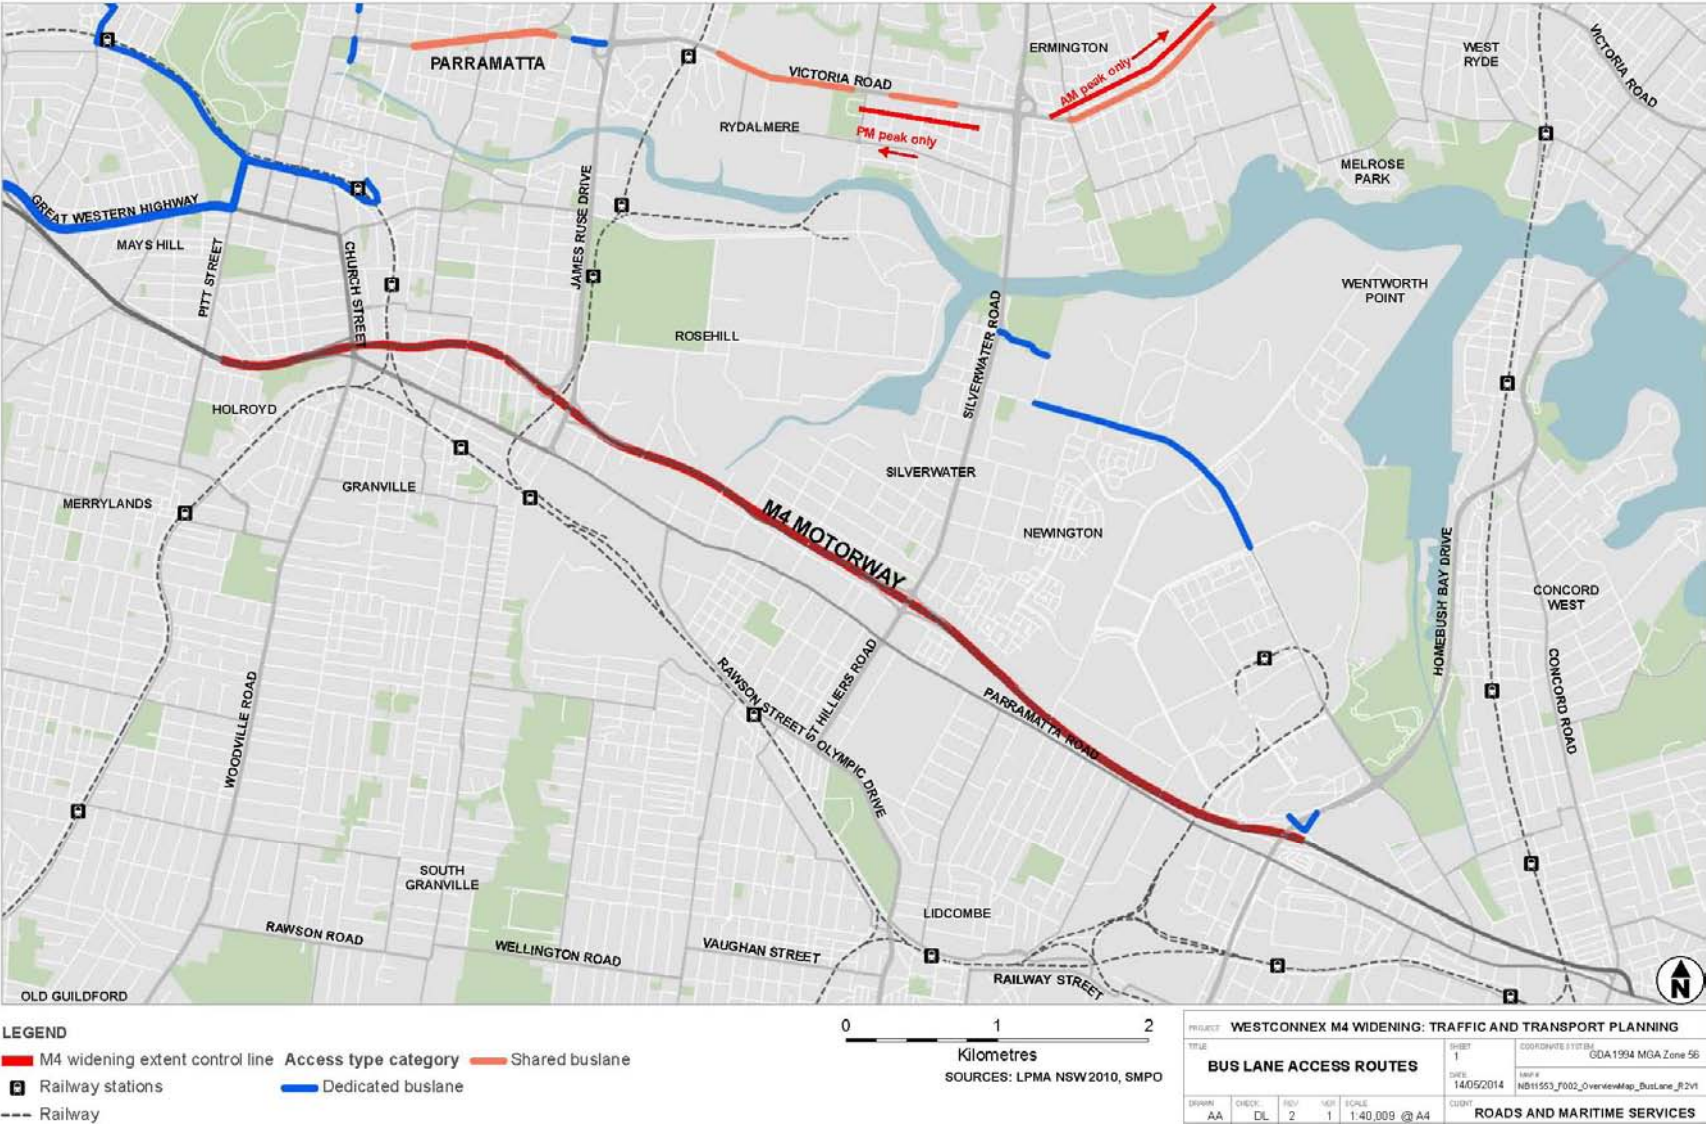 PARRAMATTA
ERMINGTON
WEST
RYDE
VICTORIA ROAD
VICTORIA ROAD
AM peak only
RYDALMERE
PM peak only
MELROSE
PARK
GREAT WESTERN HIGHWAY
MAYS HILL
PITT STREET
CHURCH STREET
JAMES RUSE DRIVE
ROSEHILL
SILVERWATER ROAD
WENTWORTH
POINT
HOLROYD
SILVERWATER
MERRYLANDS
GRANVILLE
M4 MOTORWAY
NEWINGTON
HOMEBUSH BAY DRIVE
CONCORD
WEST
CONCORD ROAD
WOODVILLE ROAD
RAWSON STREET
ST HILLIERS ROAD
OLYMPIC DRIVE
PARRAMATTA ROAD
SOUTH
GRANVILLE
LIDCOMBE
RAWSON ROAD
WELLINGTON ROAD
VAUGHAN STREET
RAILWAY STREET
OLD GUILDFORD
N
LEGEND
M4 widening extent control line
Access type category
Shared buslane
Railway stations
Dedicated buslane
Railway
0 1 2
Kilometres
SOURCES: LPMA NSW 2010, SMPO
PROJECT WESTCONNEX M4 WIDENING: TRAFFIC AND TRANSPORT PLANNING
TITLE
BUS LANE ACCESS ROUTES
SHEET
1
COORDINATE SYSTEM
GDA 1994 MGA Zone 56
DATE
14/05/2014
MAP #
NB11553_F002_OverviewMap_BusLane_R2V1
DRAWN
AA
CHECK
DL
REV
2
VER
1
SCALE
1:40,009 @ A4
CLIENT
ROADS AND MARITIME SERVICES